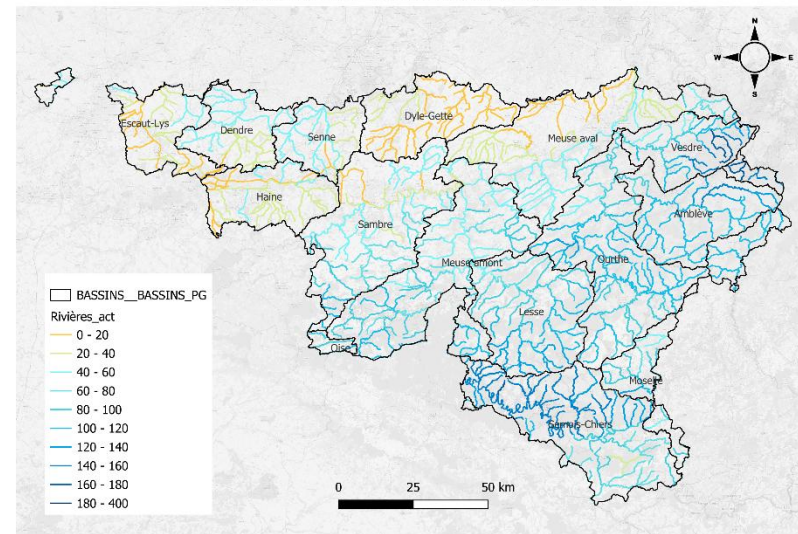 N
W
E
S
Escaut-Lys
Dendre
Senne
Dyle-Gette
Meuse aval
Vesdre
Haine
Sambre
Amblève
Meuse amont
Ourthe
Lesse
Oise
Moselle
Semois-Chiers
BASSINS__BASSINS_PG
Rivières_act
0 - 20
20 - 40
40 - 60
60 - 80
80 - 100
100 - 120
120 - 140
140 - 160
160 - 180
180 - 400
0 25 50 km